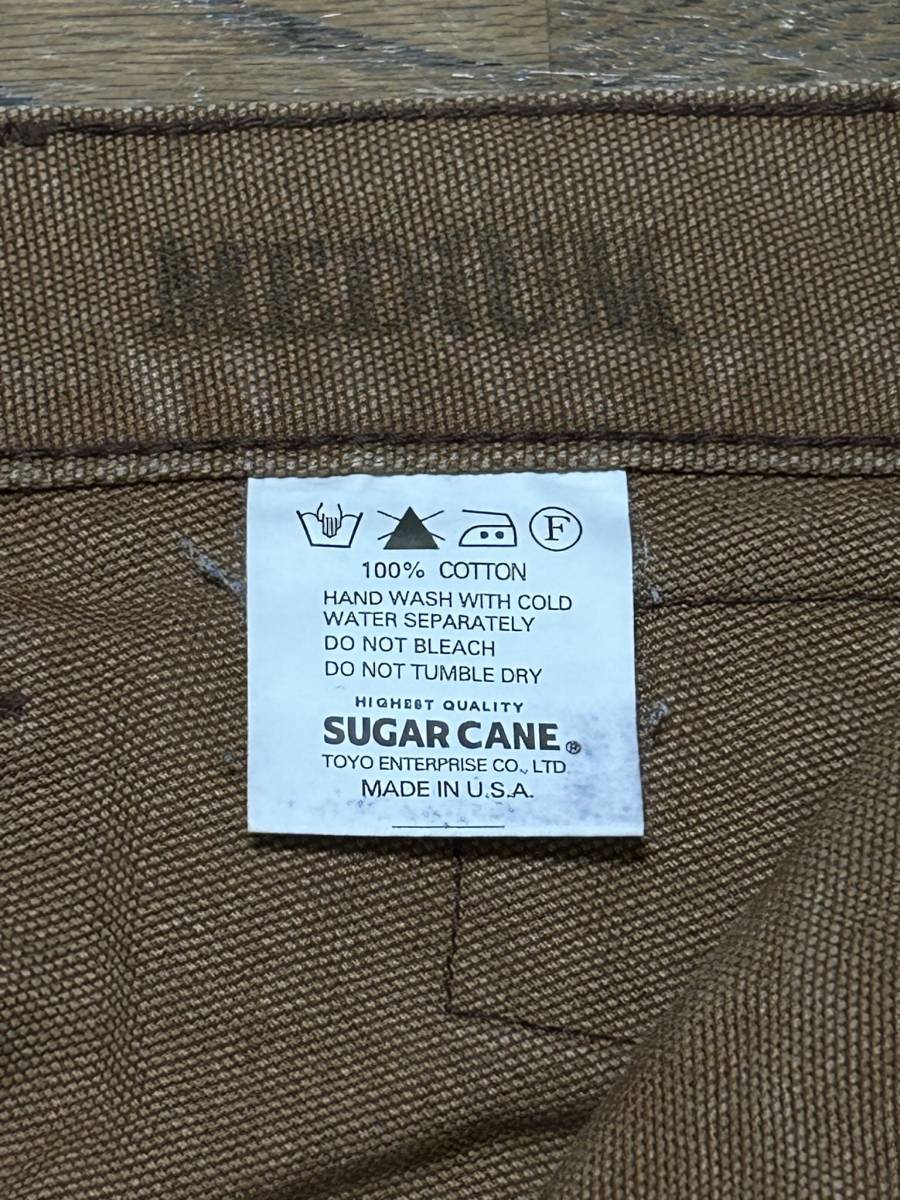 MEDIUM
F
100% COTTON
HAND WASH WITH COLD
WATER SEPARATELY
DO NOT BLEACH
DO NOT TUMBLE DRY
HIGHEST QUALITY
SUGAR CANE®
TOYO ENTERPRISE CO., LTD
MADE IN U.S.A.